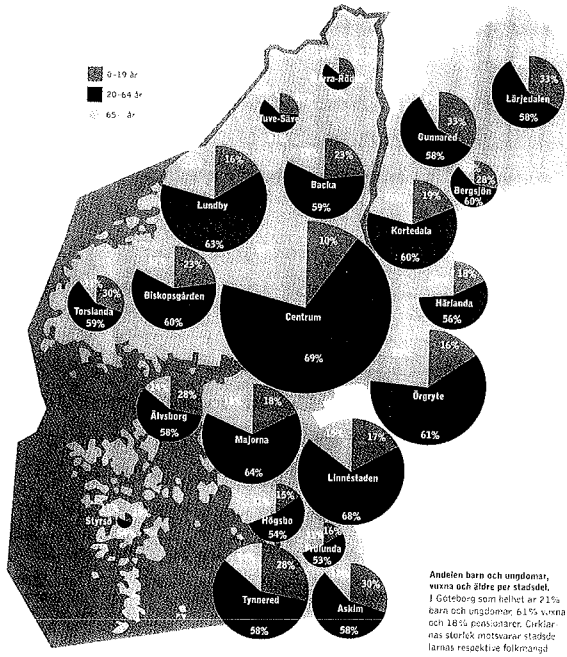 0-19 år
20-64 år
65- år
33%
Lärjedalen
58%
33%
Gunnared
58%
28%
Bergsjön
60%
Tuve-Säve
16%
Lundby
63%
23%
Backa
59%
19%
Kortedala
60%
10%
Centrum
69%
23%
Biskopsgården
60%
30%
Torslanda
59%
18%
Härlanda
56%
16%
Örgryte
61%
28%
Älvsborg
58%
18%
Majorna
64%
17%
Linnéstaden
68%
Styrsö
15%
Högsbo
54%
16%
Frölunda
53%
28%
Tynnered
58%
30%
Askim
58%
Andelen barn och ungdomar,
vuxna och äldre per stadsdel.
I Göteborg som helhet är 21%
barn och ungdomar, 61% vuxna
och 18% pensionärer. Cirklar-
nas storlek motsvarar stadsde
larnas respektive folkmängd